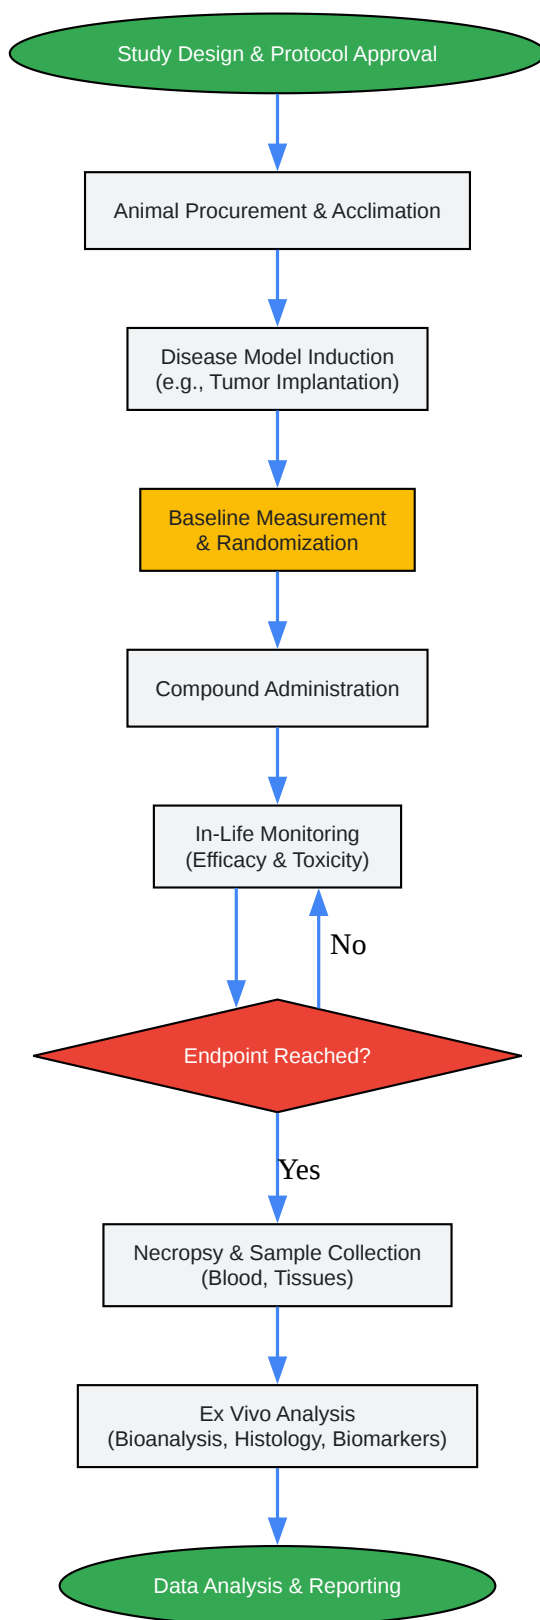 Study Design & Protocol Approval
Animal Procurement & Acclimation
Disease Model Induction
(e.g., Tumor Implantation)
Baseline Measurement
& Randomization
Compound Administration
In-Life Monitoring
(Efficacy & Toxicity)
No
Endpoint Reached?
Yes
Necropsy & Sample Collection
(Blood, Tissues)
Ex Vivo Analysis
(Bioanalysis, Histology, Biomarkers)
Data Analysis & Reporting